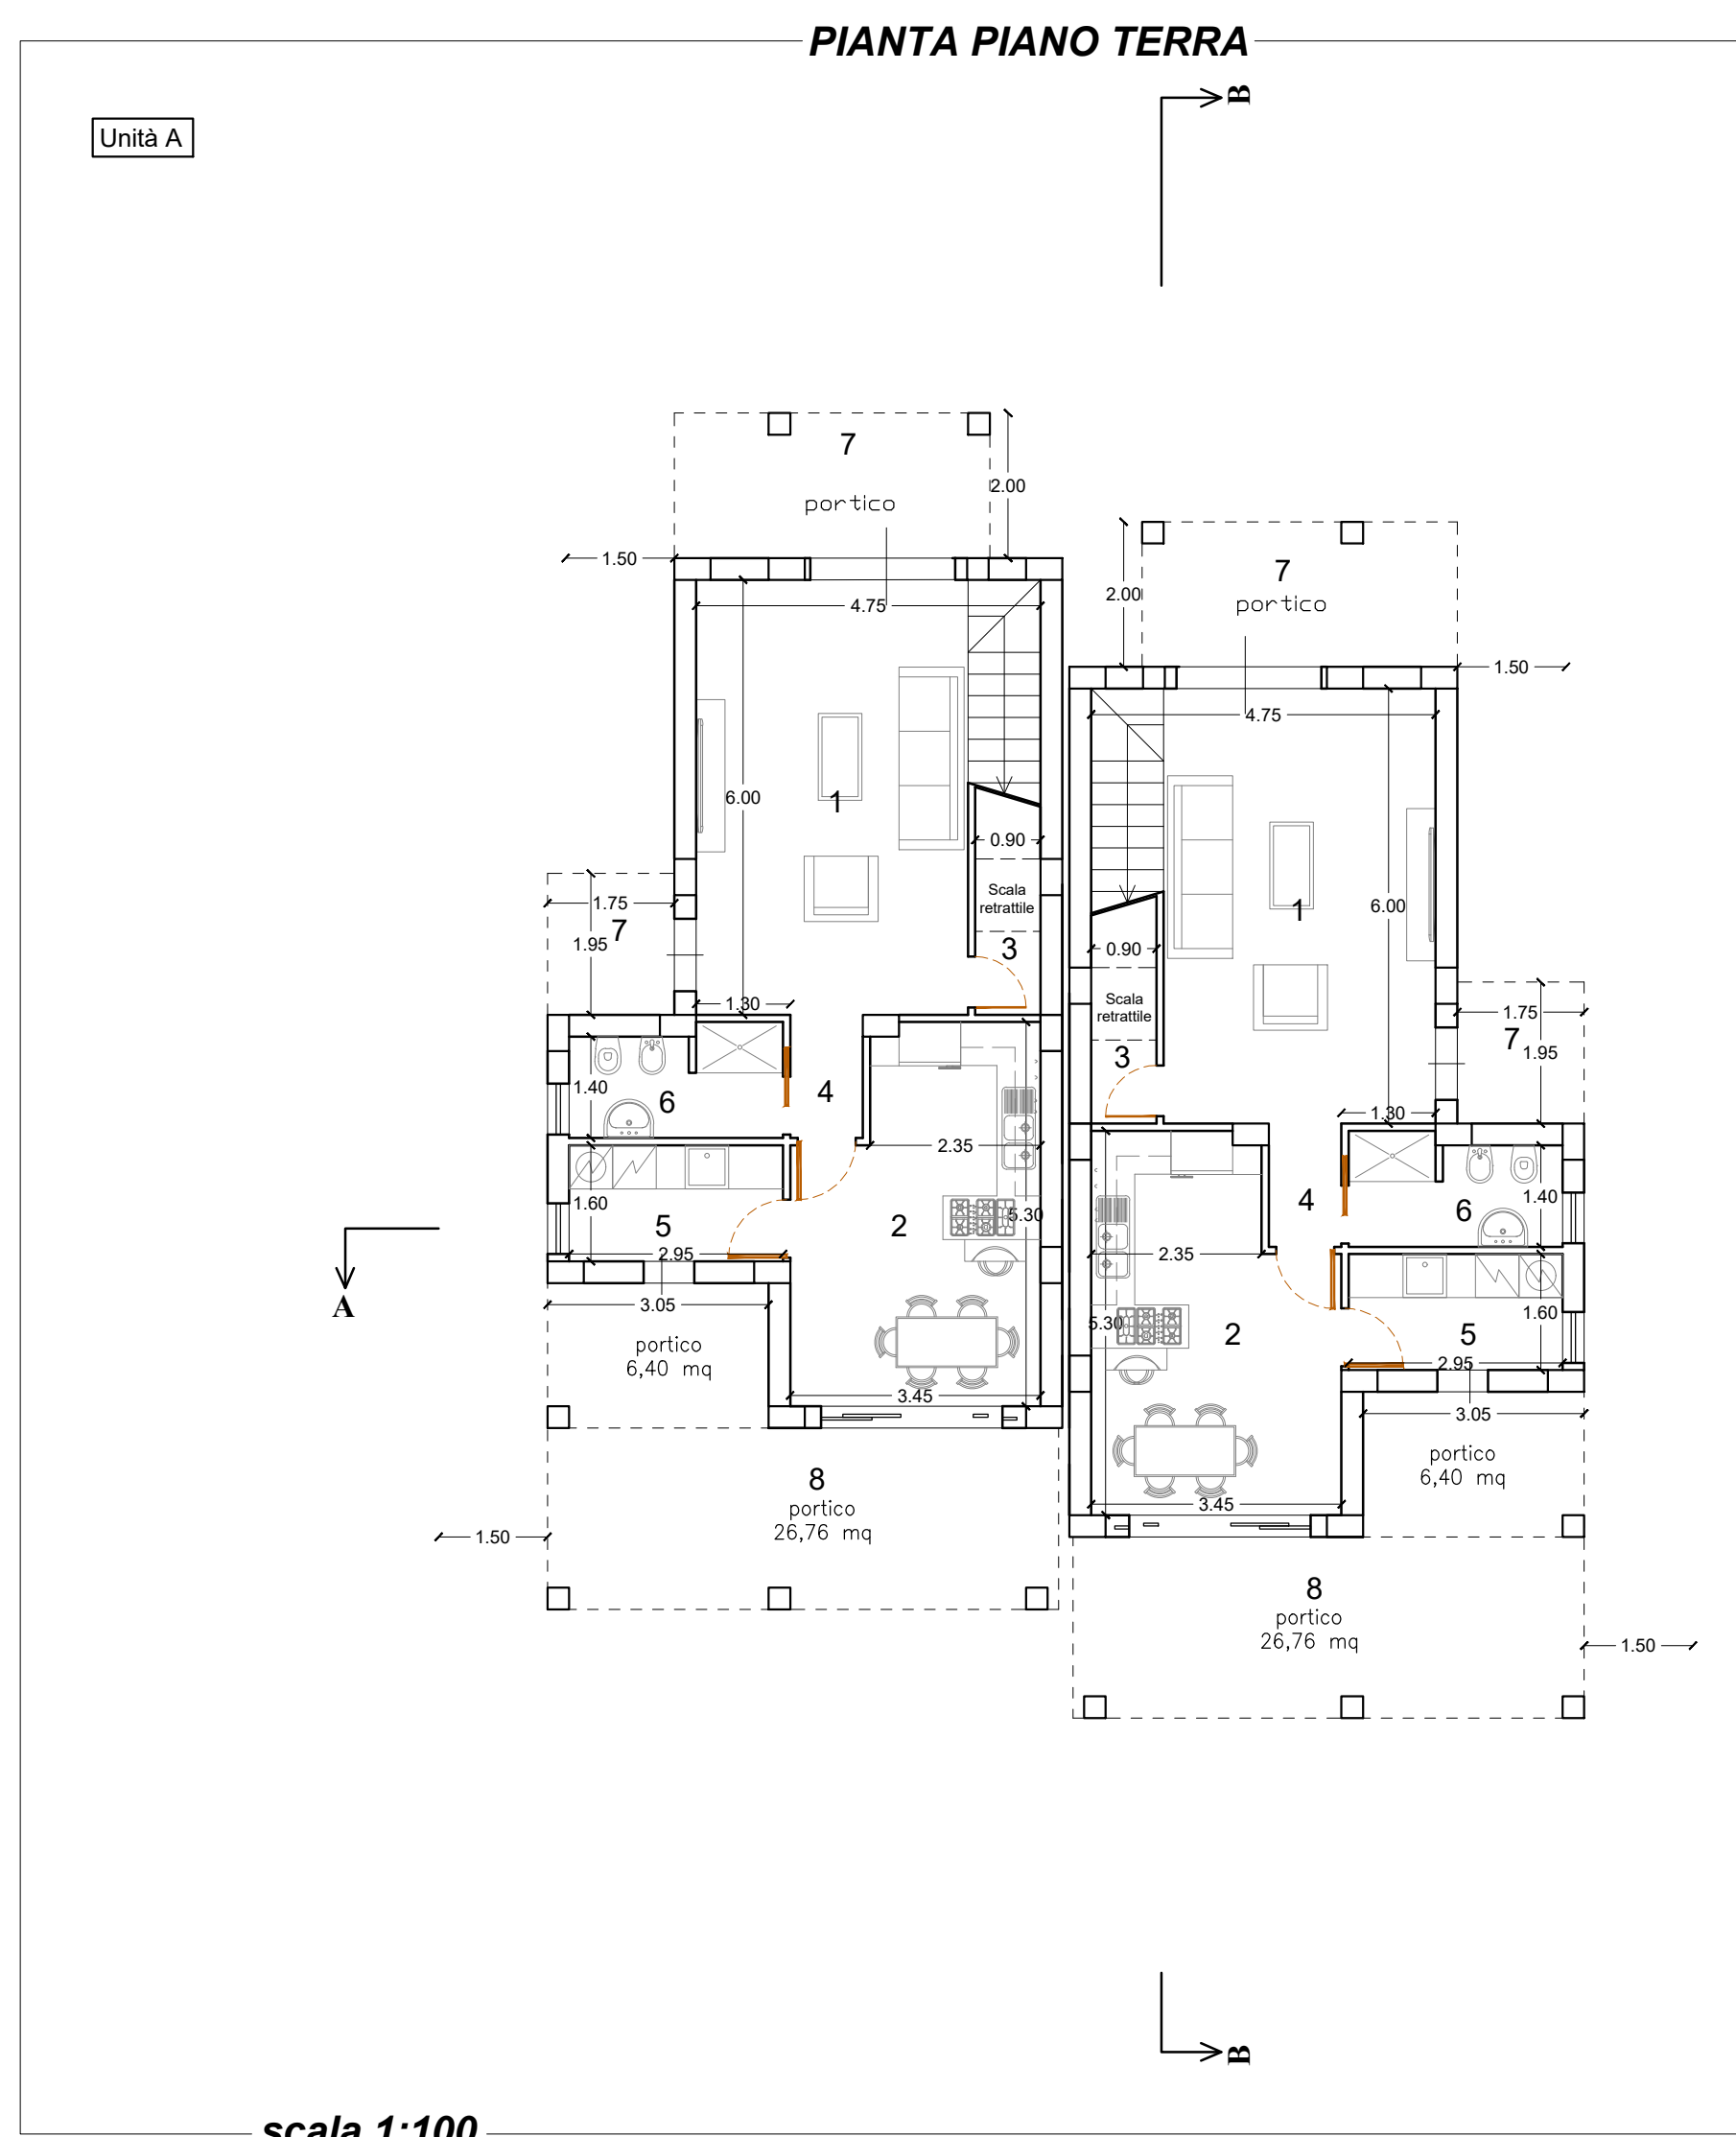 PIANTA PIANO TERRA
B
Unità A
7
2.00
portico
1.50
7
2.00
portico
4.75
1.50
4.75
6.00
1
0.90
Scala
retrattile
3
1.75
7
1.95
1.30
6.00
1
0.90
Scala
retrattile
3
1.75
7
1.95
1.30
1.40
6
4
2.35
1.60
5
2.95
2
5.30
4
6
1.40
2.35
1.60
5
2.95
2
5.30
A
3.05
portico
6,40 mq
3.45
3.05
portico
6,40 mq
3.45
8
portico
26,76 mq
1.50
8
portico
26,76 mq
1.50
B
scala 1:100